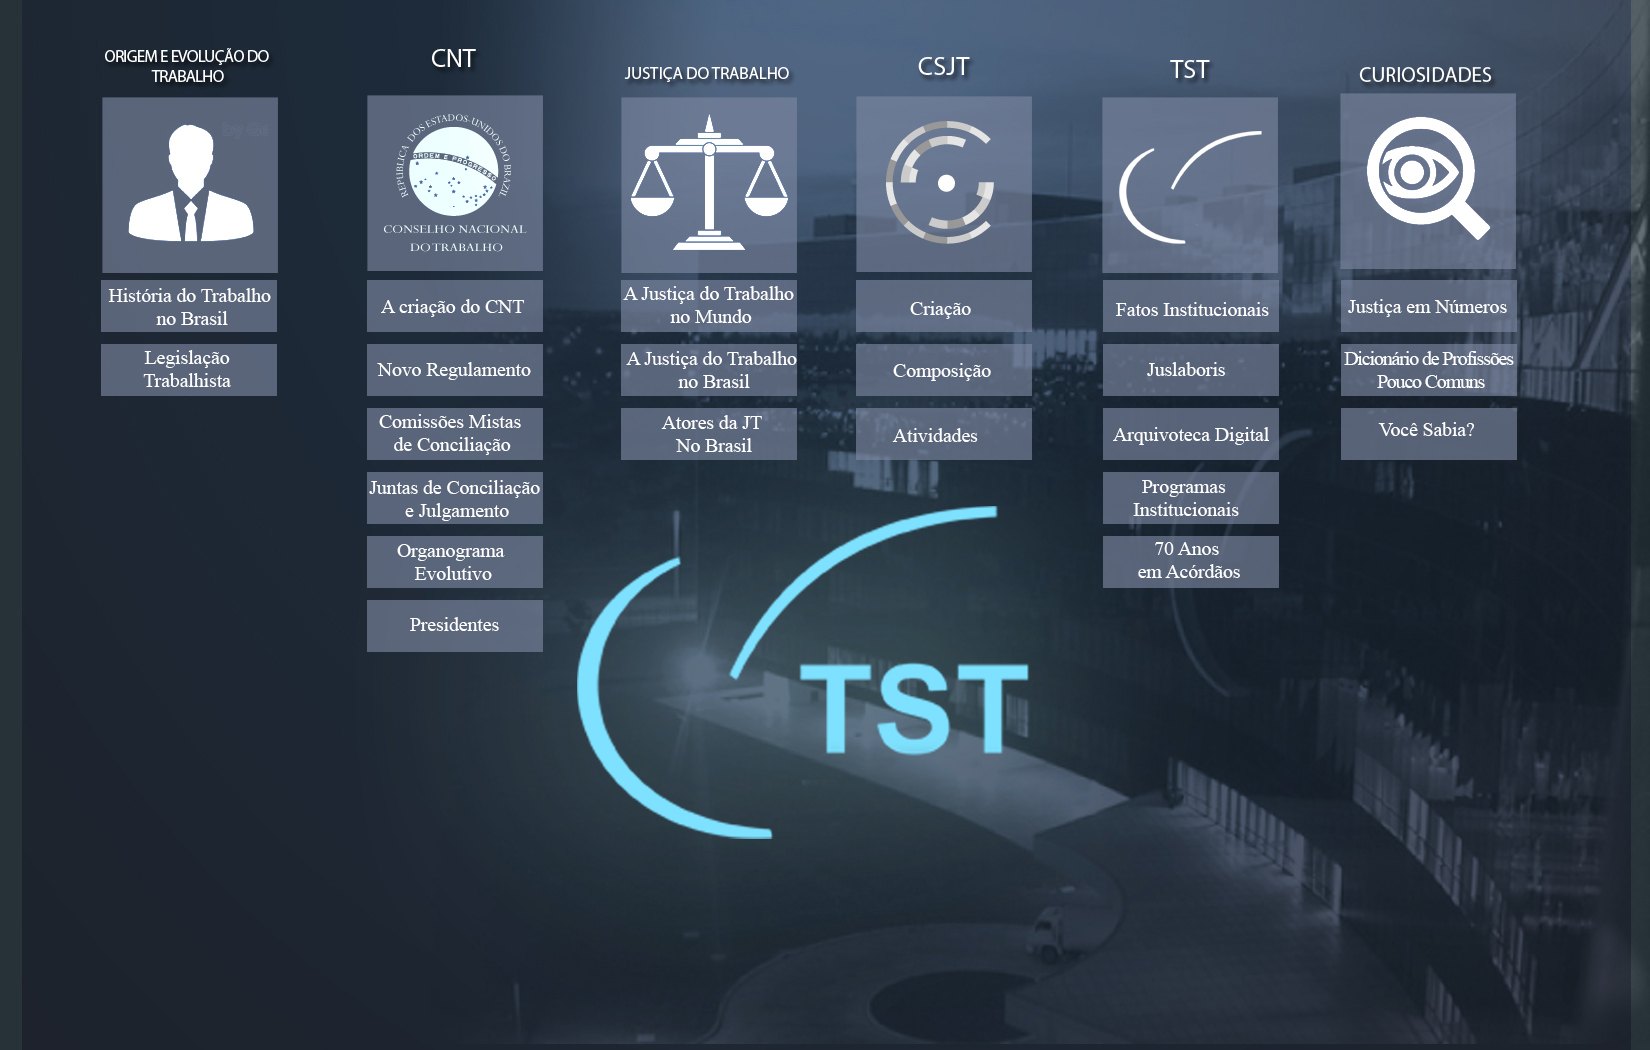 ORIGEM E EVOLUÇÃO DO
TRABALHO
História do Trabalho
no Brasil
Legislação
Trabalhista
CNT
REPUBLICA DOS ESTADOS-UNIDOS DO BRAZIL
ORDEM E PROGRESSO
CONSELHO NACIONAL
DO TRABALHO
A criação do CNT
Novo Regulamento
Comissões Mistas
de Conciliação
Juntas de Conciliação
e Julgamento
Organograma
Evolutivo
Presidentes
JUSTIÇA DO TRABALHO
A Justiça do Trabalho
no Mundo
A Justiça do Trabalho
no Brasil
Atores da JT
No Brasil
CSJT
Criação
Composição
Atividades
TST
Fatos Institucionais
Juslaboris
Arquivoteca Digital
Programas
Institucionais
70 Anos
em Acórdãos
CURIOSIDADES
Justiça em Números
Dicionário de Profissões
Pouco Comuns
Você Sabia?
TST